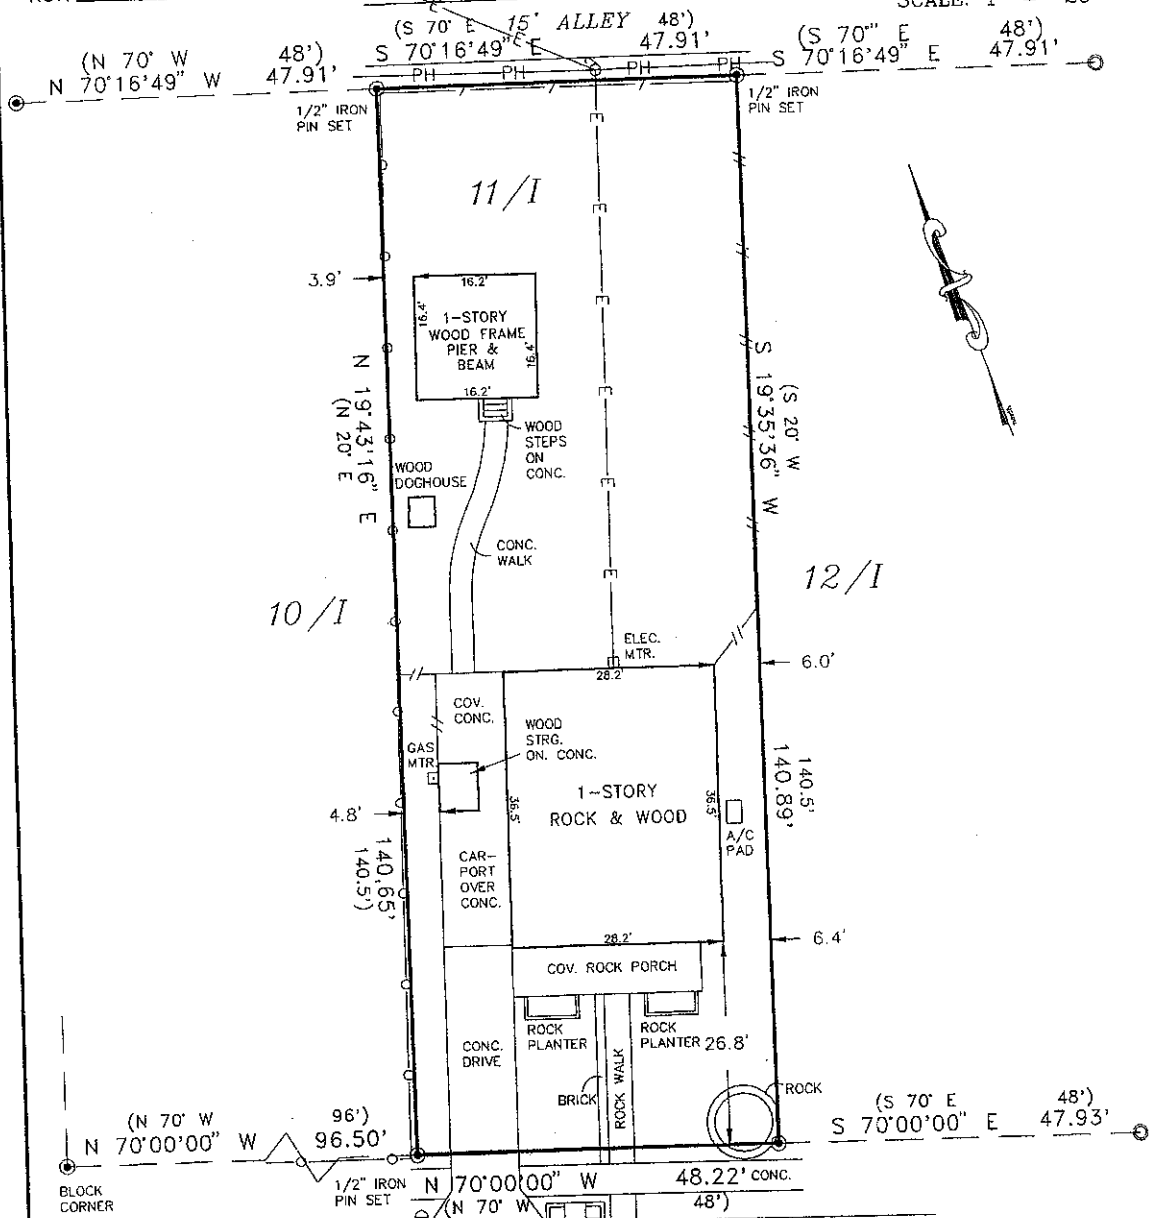 (S 70° E 48')
15' ALLEY
S 70°16'49" E 47.91'
(N 70° W 48')
N 70°16'49" W 47.91'
(S 70" E 48')
S 70°16'49" E 47.91'
PH PH PH PH
1/2" IRON
PIN SET
1/2" IRON
PIN SET
11/I
E
E
E
E
E
E
3.9'
16.2'
16.4'
1-STORY
WOOD FRAME
PIER &
BEAM
16.4'
16.2'
WOOD
STEPS
ON
CONC.
N 19°43'16" E
(N 20° E
S 19°35'36" W
(S 20° W
WOOD
DOGHOUSE
CONC.
WALK
10/I
12/I
ELEC.
MTR.
28.2'
6.0'
COV.
CONC.
WOOD
STRG.
ON. CONC.
GAS
MTR.
36.5'
1-STORY
ROCK & WOOD
36.5'
A/C
PAD
140.5'
140.89'
4.8'
140.65'
140.5')
CAR-
PORT
OVER
CONC.
28.2'
6.4'
COV. ROCK PORCH
ROCK
PLANTER
ROCK
PLANTER
26.8'
CONC.
DRIVE
BRICK
ROCK WALK
ROCK
(N 70° W 96')
N 70°00'00" W 96.50'
(S 70° E 48')
S 70°00'00" E 47.93'
BLOCK
CORNER
1/2" IRON
PIN SET
N 70°00'00" W 48.22' CONC.
(N 70° W 48')